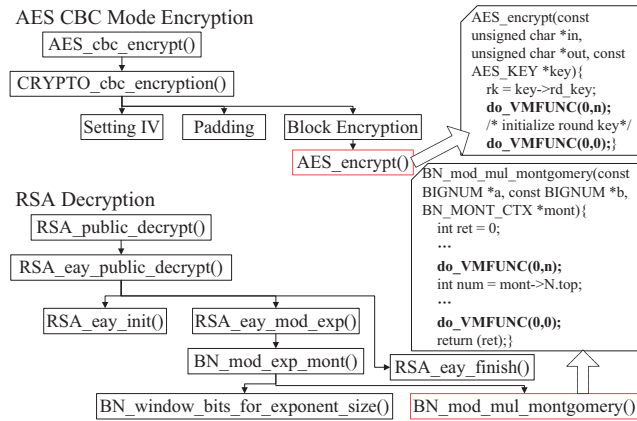 AES CBC Mode Encryption
AES_cbc_encrypt()
CRYPTO_cbc_encryption()
Setting IV
Padding
Block Encryption
AES_encrypt()
AES_encrypt(const
unsigned char *in,
unsigned char *out, const
AES_KEY *key){
rk = key->rd_key;
do_VMFUNC(0,n);
/* initialize round key*/
do_VMFUNC(0,0);}
RSA Decryption
RSA_public_decrypt()
RSA_eay_public_decrypt()
RSA_eay_init()
RSA_eay_mod_exp()
BN_mod_exp_mont()
RSA_eay_finish()
BN_window_bits_for_exponent_size()
BN_mod_mul_montgomery()
BN_mod_mul_montgomery(const
BIGNUM *a, const BIGNUM *b,
BN_MONT_CTX *mont){
int ret = 0;
…
do_VMFUNC(0,n);
int num = mont->N.top;
…
do_VMFUNC(0,0);
return (ret);}